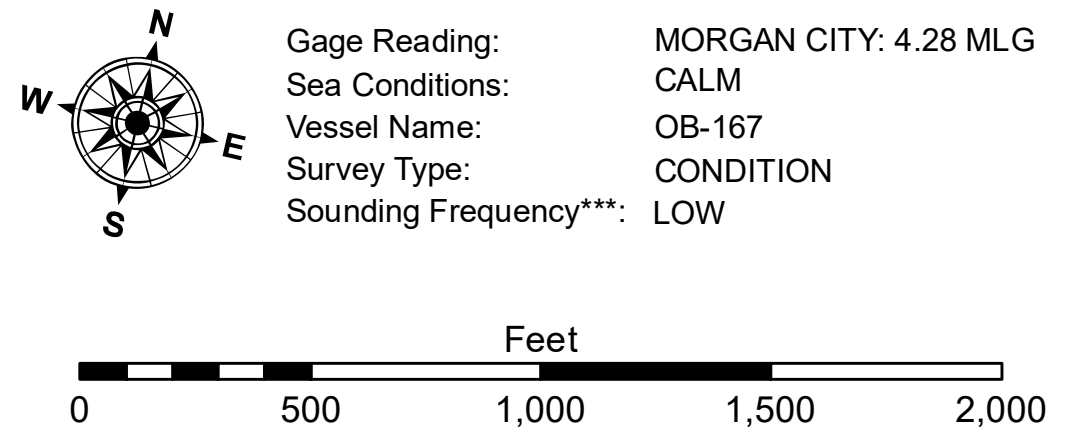 N
W
E
S
Gage Reading: MORGAN CITY: 4.28 MLG
Sea Conditions: CALM
Vessel Name: OB-167
Survey Type: CONDITION
Sounding Frequency***: LOW
Feet
0 500 1,000 1,500 2,000